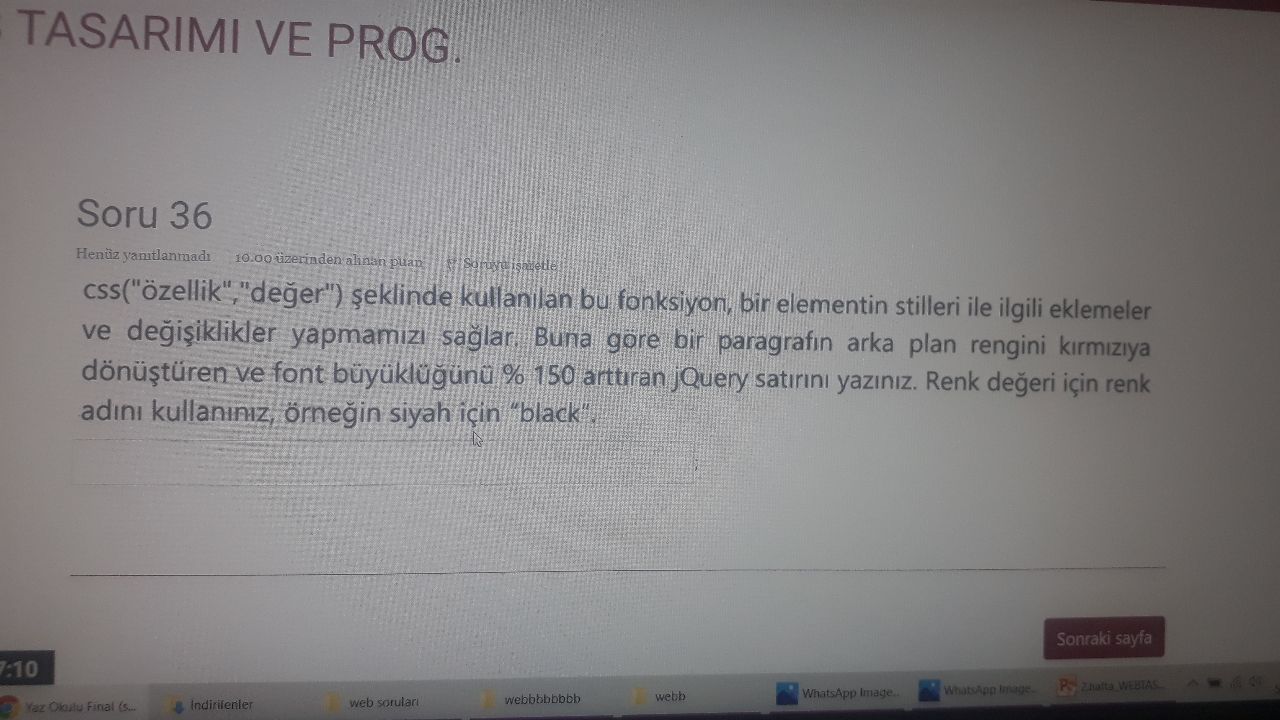 TASARIMI VE PROG.
Soru 36
Henüz yanıtlanmadı 10.00 üzerinden alınan puan Soruyu işaretle
css("özellik","değer") şeklinde kullanılan bu fonksiyon, bir elementin stilleri ile ilgili eklemeler
ve değişiklikler yapmamızı sağlar. Buna göre bir paragrafın arka plan rengini kırmızıya
dönüştüren ve font büyüklüğünü % 150 arttıran jQuery satırını yazınız. Renk değeri için renk
adını kullanınız, örneğin siyah için "black".
Sonraki sayfa
7:10
Yaz Okulu Final (s... İndirilenler web soruları webbbbbbbb webb WhatsApp Image... WhatsApp Image... 2.hafta_WEBTAS...